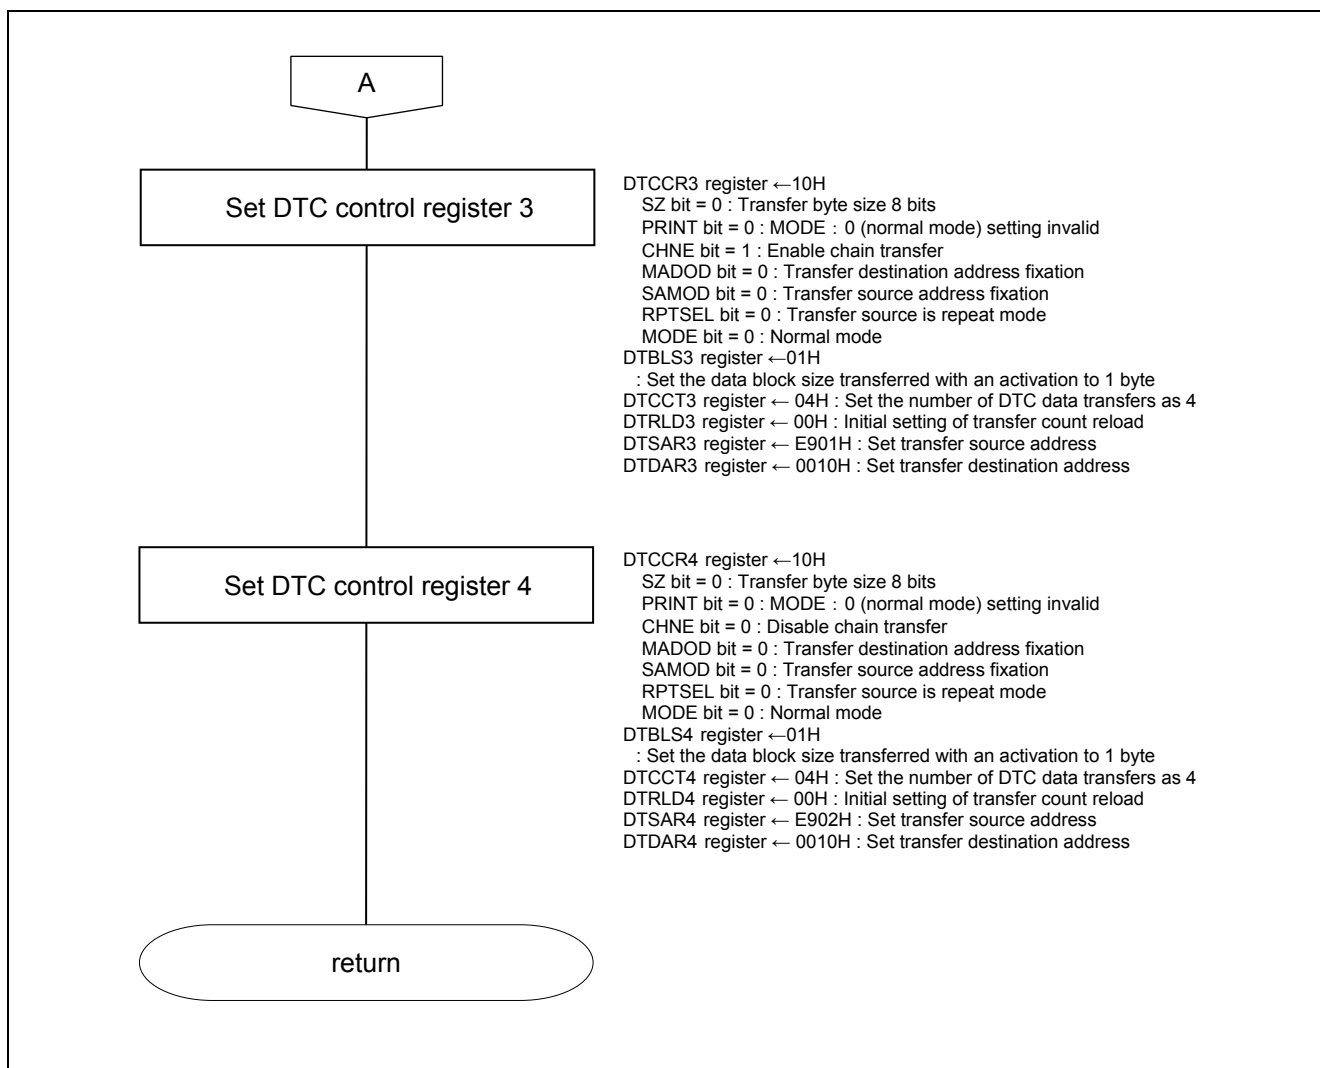 A
Set DTC control register 3
DTCCR3 register ←10H
SZ bit = 0 : Transfer byte size 8 bits
PRINT bit = 0 : MODE：0 (normal mode) setting invalid
CHNE bit = 1 : Enable chain transfer
MADOD bit = 0 : Transfer destination address fixation
SAMOD bit = 0 : Transfer source address fixation
RPTSEL bit = 0 : Transfer source is repeat mode
MODE bit = 0 : Normal mode
DTBLS3 register ←01H
: Set the data block size transferred with an activation to 1 byte
DTCCT3 register ← 04H : Set the number of DTC data transfers as 4
DTRLD3 register ← 00H : Initial setting of transfer count reload
DTSAR3 register ← E901H : Set transfer source address
DTDAR3 register ← 0010H : Set transfer destination address
Set DTC control register 4
DTCCR4 register ←10H
SZ bit = 0 : Transfer byte size 8 bits
PRINT bit = 0 : MODE：0 (normal mode) setting invalid
CHNE bit = 0 : Disable chain transfer
MADOD bit = 0 : Transfer destination address fixation
SAMOD bit = 0 : Transfer source address fixation
RPTSEL bit = 0 : Transfer source is repeat mode
MODE bit = 0 : Normal mode
DTBLS4 register ←01H
: Set the data block size transferred with an activation to 1 byte
DTCCT4 register ← 04H : Set the number of DTC data transfers as 4
DTRLD4 register ← 00H : Initial setting of transfer count reload
DTSAR4 register ← E902H : Set transfer source address
DTDAR4 register ← 0010H : Set transfer destination address
return